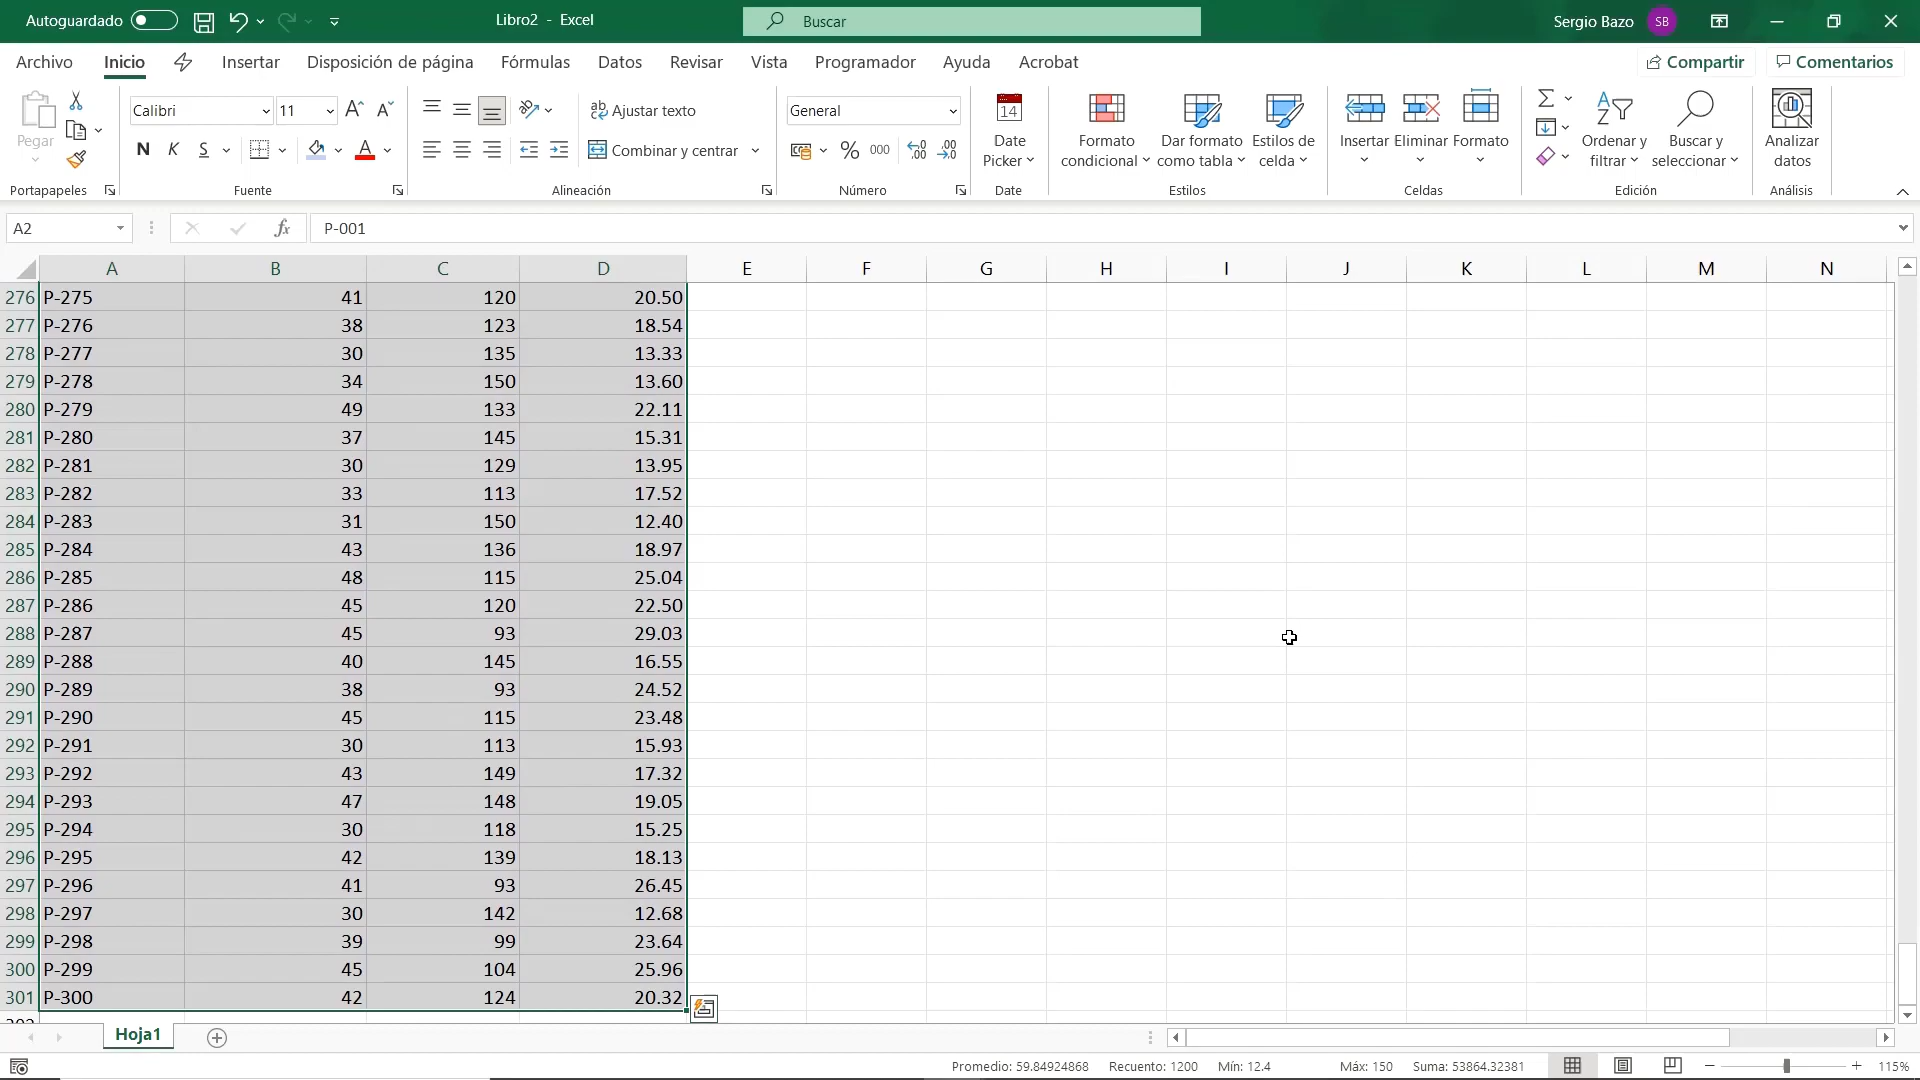 Autoguardado
Libro2 - Excel
Buscar
Sergio Bazo
SB
Archivo Inicio Insertar Disposición de página Fórmulas Datos Revisar Vista Programador Ayuda Acrobat
Compartir Comentarios
Pegar
Calibri 11
Ajustar texto
General
N K S
Combinar y centrar
% 000
Date Picker
Formato condicional
Dar formato como tabla
Estilos de celda
Insertar Eliminar Formato
Ordenar y filtrar
Buscar y seleccionar
Analizar datos
Portapapeles Fuente Alineación Número Date Estilos Celdas Edición Análisis
A2 fx P-001
A B C D E F G H I J K L M N
276 P-275 41 120 20.50
277 P-276 38 123 18.54
278 P-277 30 135 13.33
279 P-278 34 150 13.60
280 P-279 49 133 22.11
281 P-280 37 145 15.31
282 P-281 30 129 13.95
283 P-282 33 113 17.52
284 P-283 31 150 12.40
285 P-284 43 136 18.97
286 P-285 48 115 25.04
287 P-286 45 120 22.50
288 P-287 45 93 29.03
289 P-288 40 145 16.55
290 P-289 38 93 24.52
291 P-290 45 115 23.48
292 P-291 30 113 15.93
293 P-292 43 149 17.32
294 P-293 47 148 19.05
295 P-294 30 118 15.25
296 P-295 42 139 18.13
297 P-296 41 93 26.45
298 P-297 30 142 12.68
299 P-298 39 99 23.64
300 P-299 45 104 25.96
301 P-300 42 124 20.32
Hoja1
Promedio: 59.84924868 Recuento: 1200 Mín: 12.4 Máx: 150 Suma: 53864.32381 115%